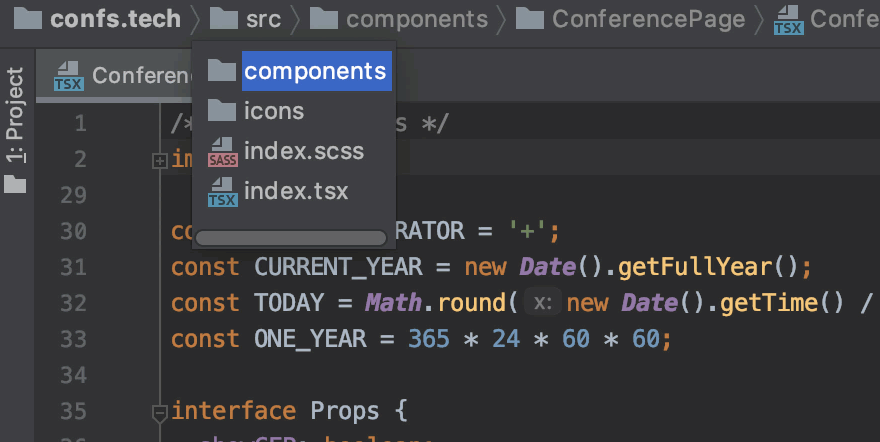 confs.tech src components ConferencePage Confe
1: Project
TSX Conferen
components
icons
SASS index.scss
TSX index.tsx
1 /* s */
2 im
29
30 co RATOR = '+';
31 const CURRENT_YEAR = new Date().getFullYear();
32 const TODAY = Math.round( x: new Date().getTime() /
33 const ONE_YEAR = 365 * 24 * 60 * 60;
34
35 interface Props {